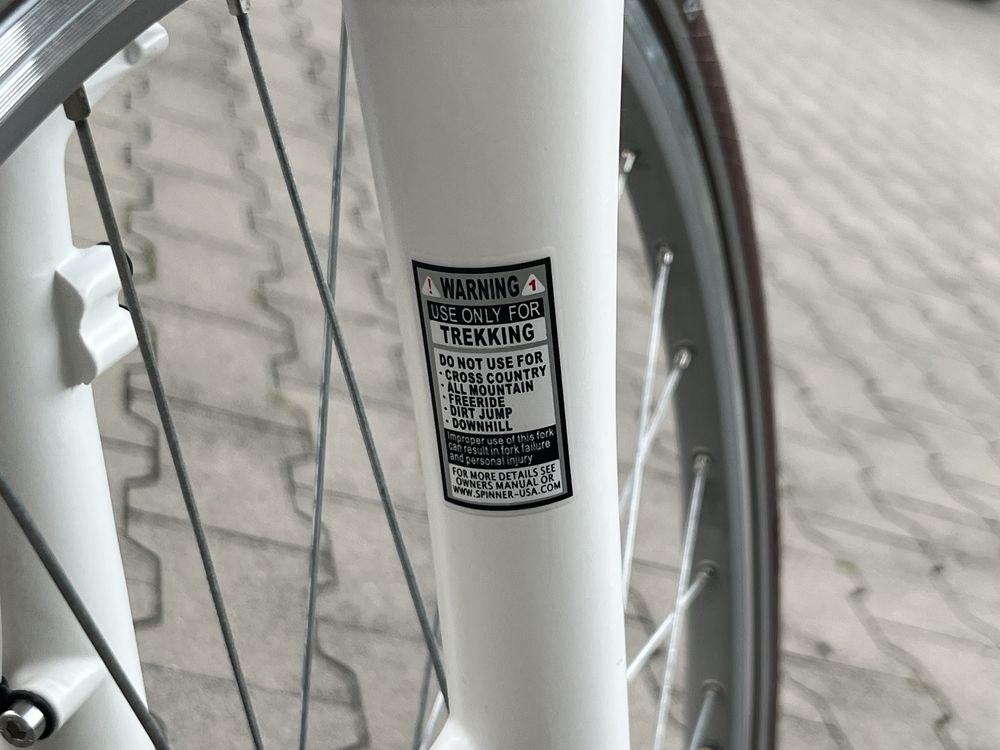 ! WARNING 1
USE ONLY FOR
TREKKING
DO NOT USE FOR
· CROSS COUNTRY
· ALL MOUNTAIN
· FREERIDE
· DIRT JUMP
· DOWNHILL
Improper use of this fork
can result in fork failure
and personal injury
FOR MORE DETAILS SEE
OWNERS MANUAL OR
WWW.SPINNER-USA.COM